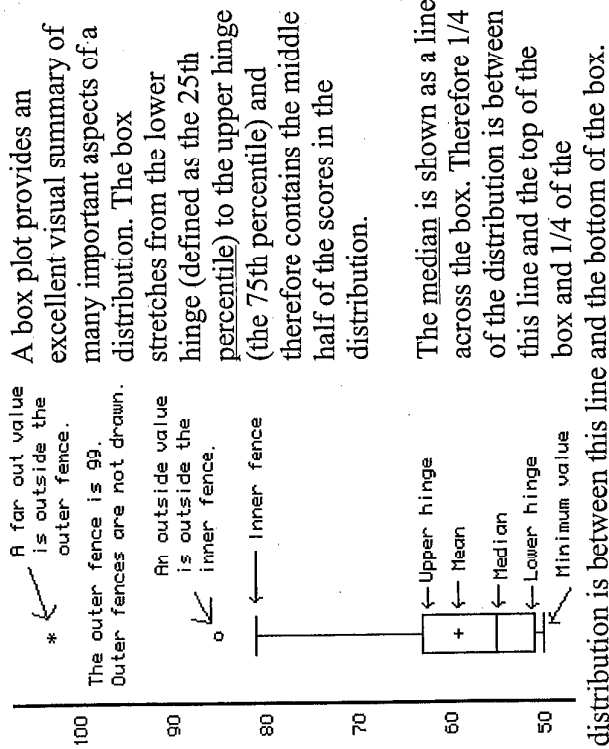 A box plot provides an
excellent visual summary of
many important aspects of a
distribution. The box
stretches from the lower
hinge (defined as the 25th
percentile) to the upper hinge
(the 75th percentile) and
therefore contains the middle
half of the scores in the
distribution.
The median is shown as a line
across the box. Therefore 1/4
of the distribution is between
this line and the top of the
box and 1/4 of the
distribution is between this line and the bottom of the box.
A far out value
is outside the
outer fence.
*
The outer fence is 99.
Outer fences are not drawn.
An outside value
is outside the
inner fence.
Inner fence
Upper hinge
+
Mean
Median
Lower hinge
Minimum value
100
90
80
70
60
50